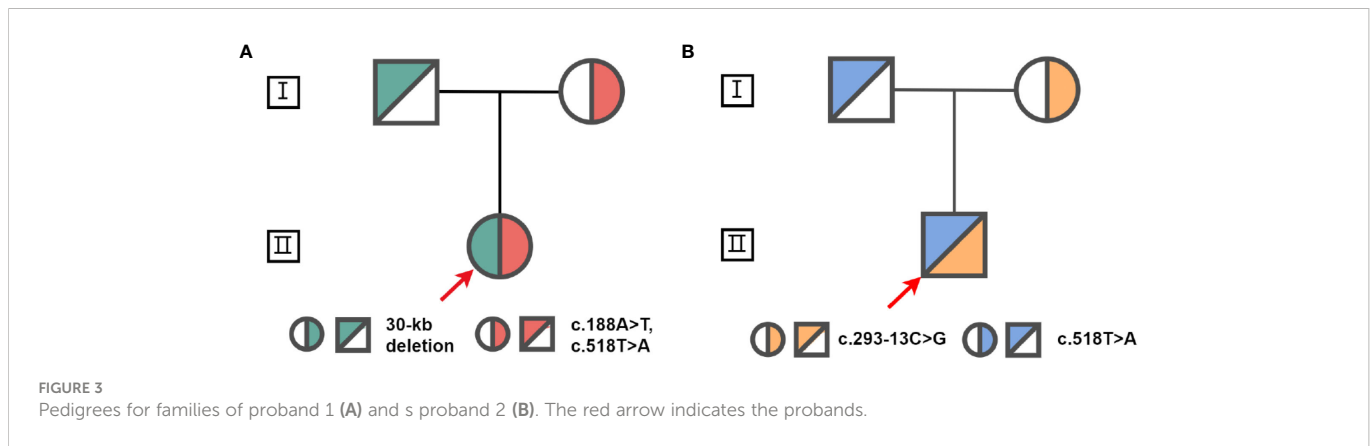 A
B
I
I
II
II
30-kb
deletion
c.188A>T,
c.518T>A
c.293-13C>G
c.518T>A
FIGURE 3
Pedigrees for families of proband 1 (A) and s proband 2 (B). The red arrow indicates the probands.